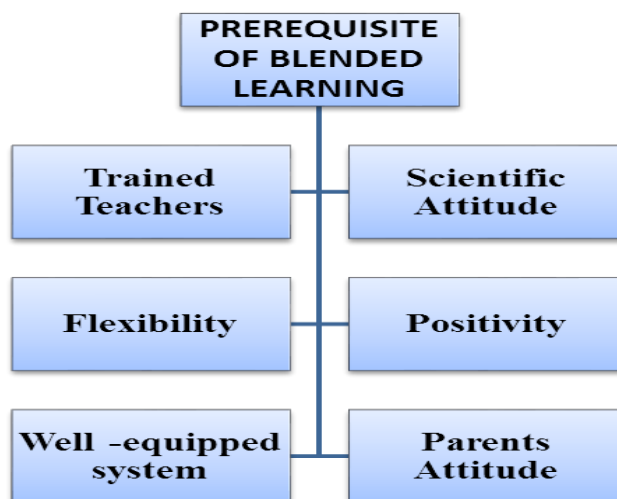 PREREQUISITE
OF BLENDED
LEARNING
Trained
Teachers
Scientific
Attitude
Flexibility
Positivity
Well -equipped
system
Parents
Attitude